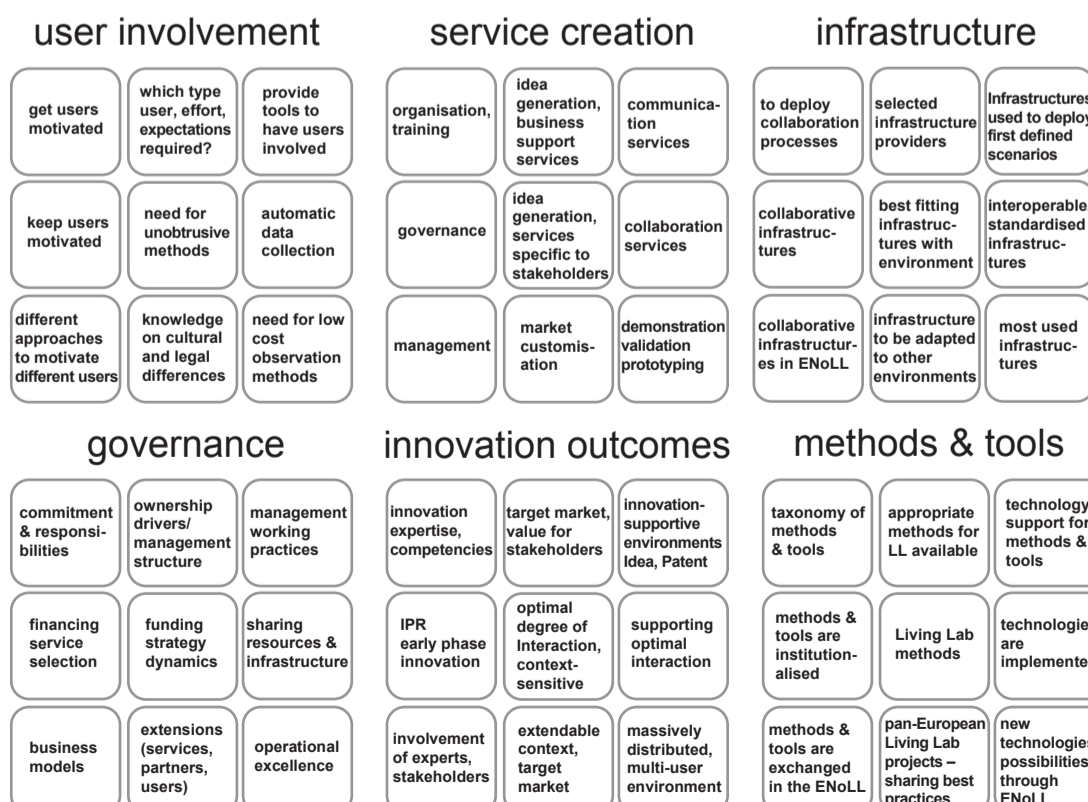 user involvement
get users
motivated
which type
user, effort,
expectations
required?
provide
tools to
have users
involved
keep users
motivated
need for
unobtrusive
methods
automatic
data
collection
different
approaches
to motivate
different users
knowledge
on cultural
and legal
differences
need for low
cost
observation
methods
service creation
organisation,
training
idea
generation,
business
support
services
communica-
tion
services
governance
idea
generation,
services
specific to
stakeholders
collaboration
services
management
market
customis-
ation
demonstration
validation
prototyping
infrastructure
to deploy
collaboration
processes
selected
infrastructure
providers
Infrastructures
used to deploy
first defined
scenarios
collaborative
infrastruc-
tures
best fitting
infrastruc-
tures with
environment
interoperable,
standardised
infrastruc-
tures
collaborative
infrastructur-
es in ENoLL
infrastructure
to be adapted
to other
environments
most used
infrastruc-
tures
governance
commitment
& responsi-
bilities
ownership
drivers/
management
structure
management
working
practices
financing
service
selection
funding
strategy
dynamics
sharing
resources &
infrastructure
business
models
extensions
(services,
partners,
users)
operational
excellence
innovation outcomes
innovation
expertise,
competencies
target market,
value for
stakeholders
innovation-
supportive
environments
Idea, Patent
IPR
early phase
innovation
optimal
degree of
Interaction,
context-
sensitive
supporting
optimal
interaction
involvement
of experts,
stakeholders
extendable
context,
target
market
massively
distributed,
multi-user
environment
methods & tools
taxonomy of
methods
& tools
appropriate
methods for
LL available
technology
support for
methods &
tools
methods &
tools are
institution-
alised
Living Lab
methods
technologie
are
implemente
methods &
tools are
exchanged
in the ENoLL
pan-European
Living Lab
projects –
sharing best
practices
new
technologies
possibilities
through
ENoLL